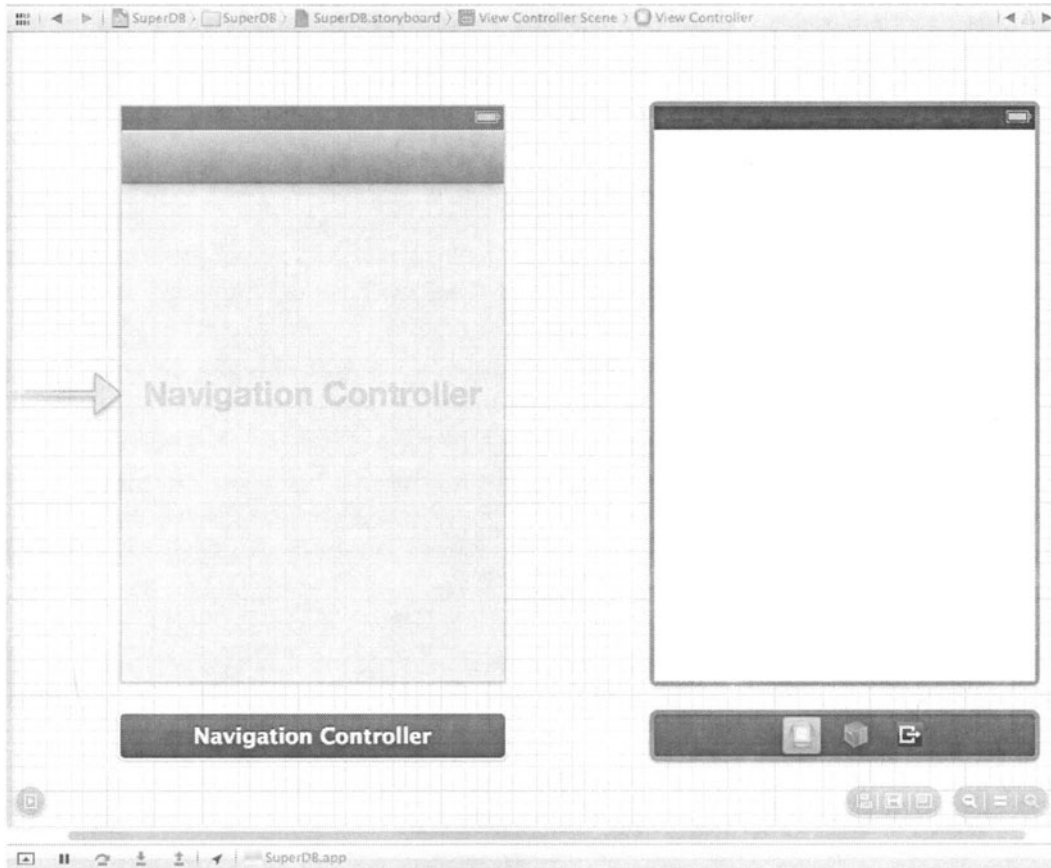 SuperDB SuperDB SuperDB.storyboard View Controller Scene View Controller
Navigation Controller
Navigation Controller
SuperDB.app